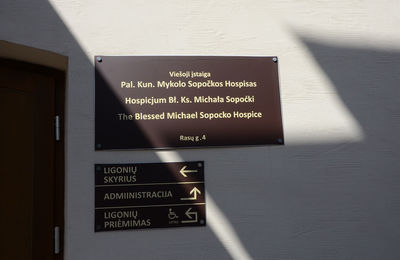 Viešoji įstaiga
Pal. Kun. Mykolo Sopočkos Hospisas
Hospicjum Bł. Ks. Michała Sopoćki
The Blessed Michael Sopocko Hospice
Rasų g. 4
LIGONIŲ
SKYRIUS
ADMIINISTRACIJA
LIGONIŲ
PRIĖMIMAS